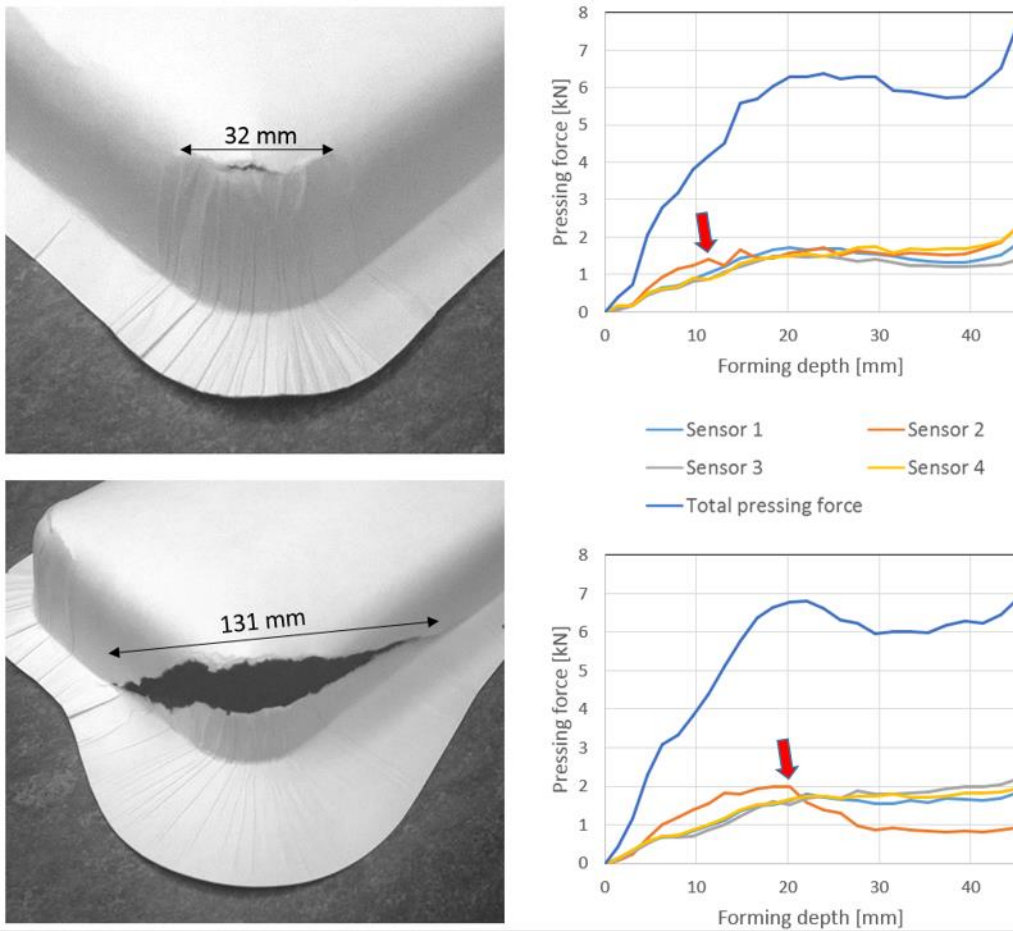 32 mm
8
7
6
5
4
3
2
1
0
Pressing force [kN]
0 10 20 30 40
Forming depth [mm]
Sensor 1 Sensor 2
Sensor 3 Sensor 4
Total pressing force
131 mm
8
7
6
5
4
3
2
1
0
Pressing force [kN]
0 10 20 30 40
Forming depth [mm]